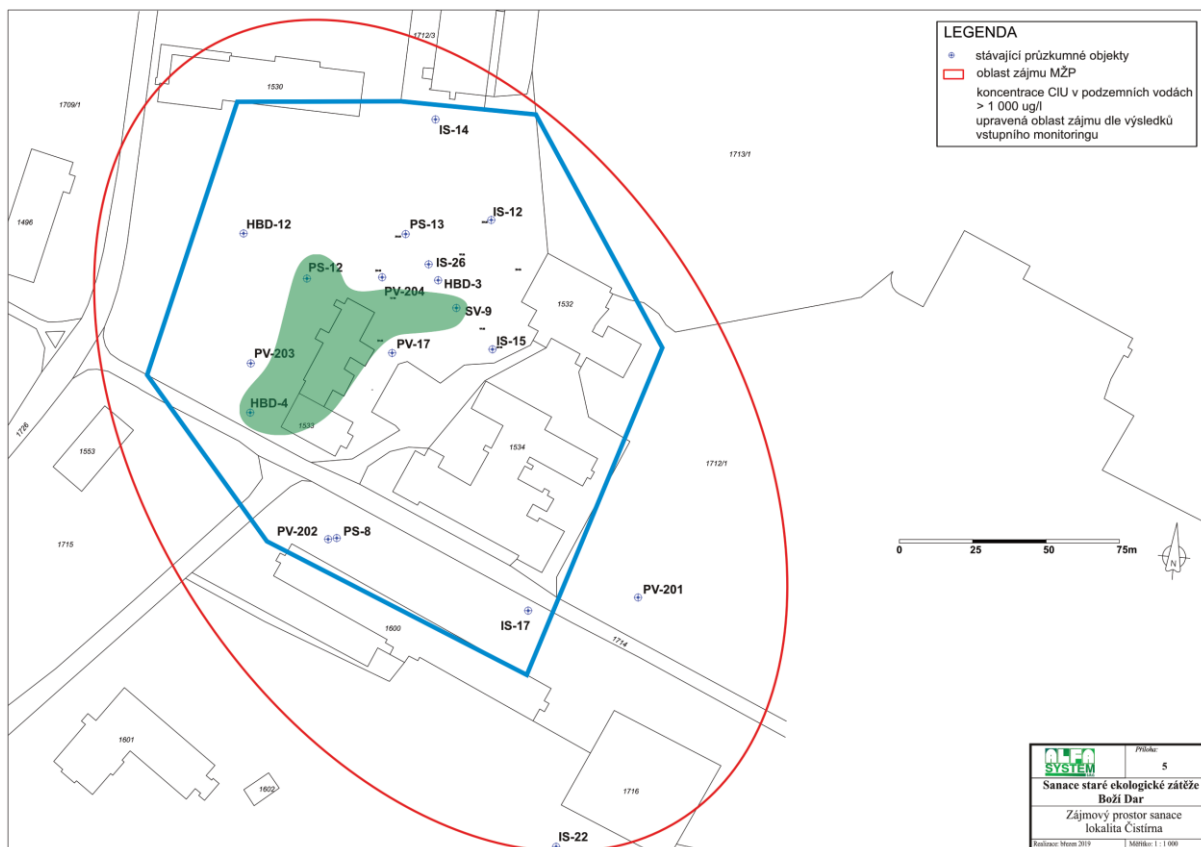 LEGENDA
stávající průzkumné objekty
oblast zájmu MŽP
koncentrace ClU v podzemních vodách
> 1 000 ug/l
upravená oblast zájmu dle výsledků
vstupního monitoringu
1712/3
1530
1709/1
IS-14
1713/1
1496
HBD-12
PS-13
IS-12
IS-26
PS-12
PV-204
HBD-3
1532
SV-9
PV-203
PV-17
IS-15
HBD-4
1533
1726
1553
1534
1712/1
1715
PV-202
PS-8
0
25
50
75m
N
PV-201
IS-17
1600
1714
1601
1602
1716
IS-22
ALFA
SYSTEM
Příloha:
5
Sanace staré ekologické zátěže
Boží Dar
Zájmový prostor sanace
lokalita Čistírna
Realizace: březen 2019
Měřítko: 1 : 1 000